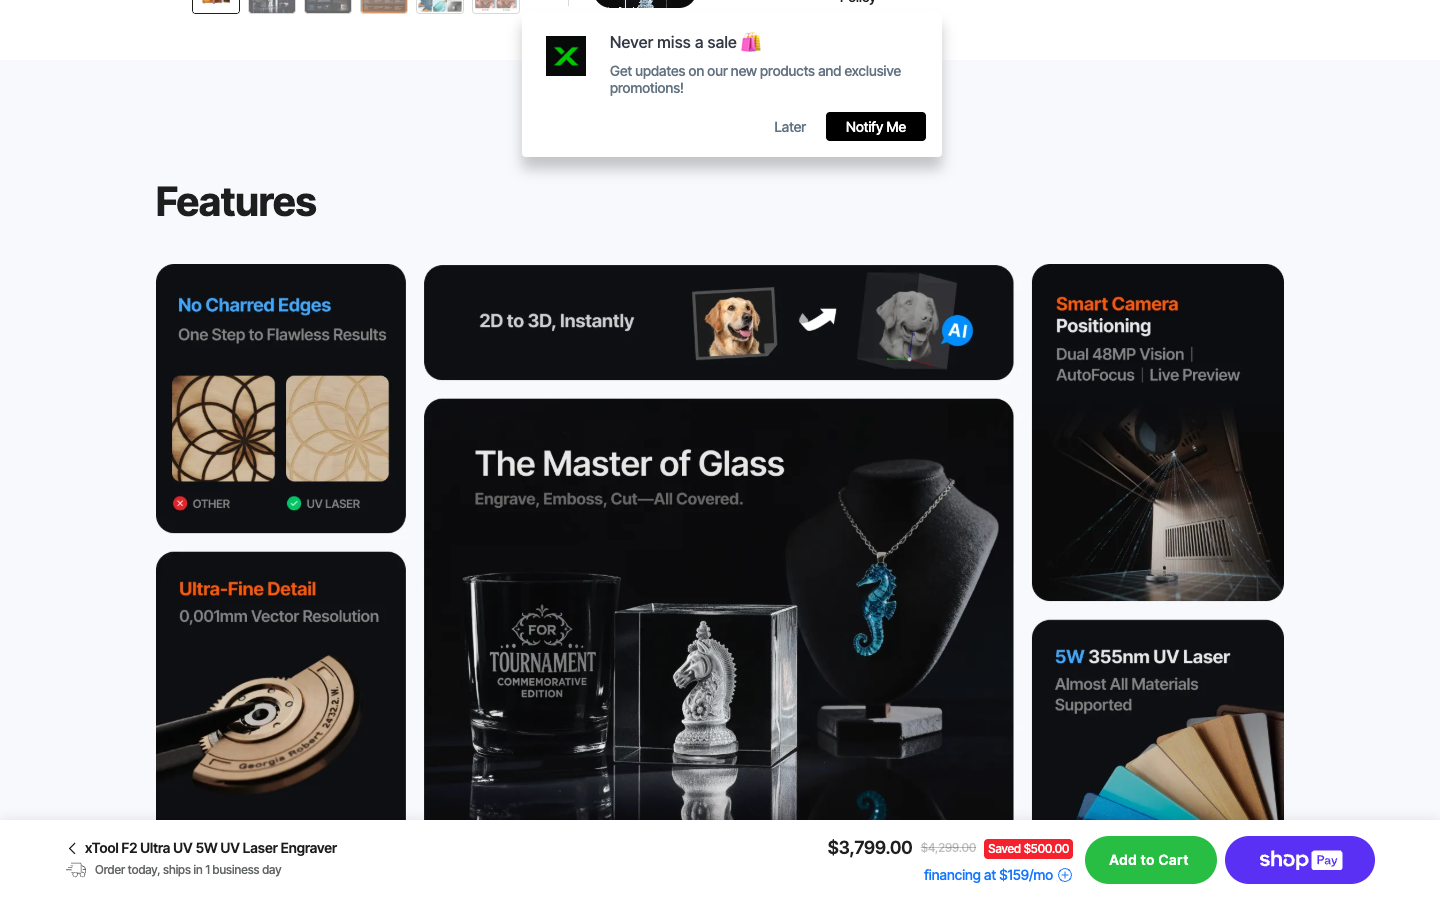 Policy
Never miss a sale 🛍️
Get updates on our new products and exclusive
promotions!
Later
Notify Me
Features
No Charred Edges
One Step to Flawless Results
OTHER
UV LASER
2D to 3D, Instantly
AI
Smart Camera
Positioning
Dual 48MP Vision |
AutoFocus | Live Preview
The Master of Glass
Engrave, Emboss, Cut—All Covered.
FOR
TOURNAMENT
COMMEMORATIVE
EDITION
Ultra-Fine Detail
0,001mm Vector Resolution
Georgia Robert 24.32.2. W.
5W 355nm UV Laser
Almost All Materials
Supported
xTool F2 Ultra UV 5W UV Laser Engraver
Order today, ships in 1 business day
$3,799.00 $4,299.00 Saved $500.00
financing at $159/mo
Add to Cart
shop Pay